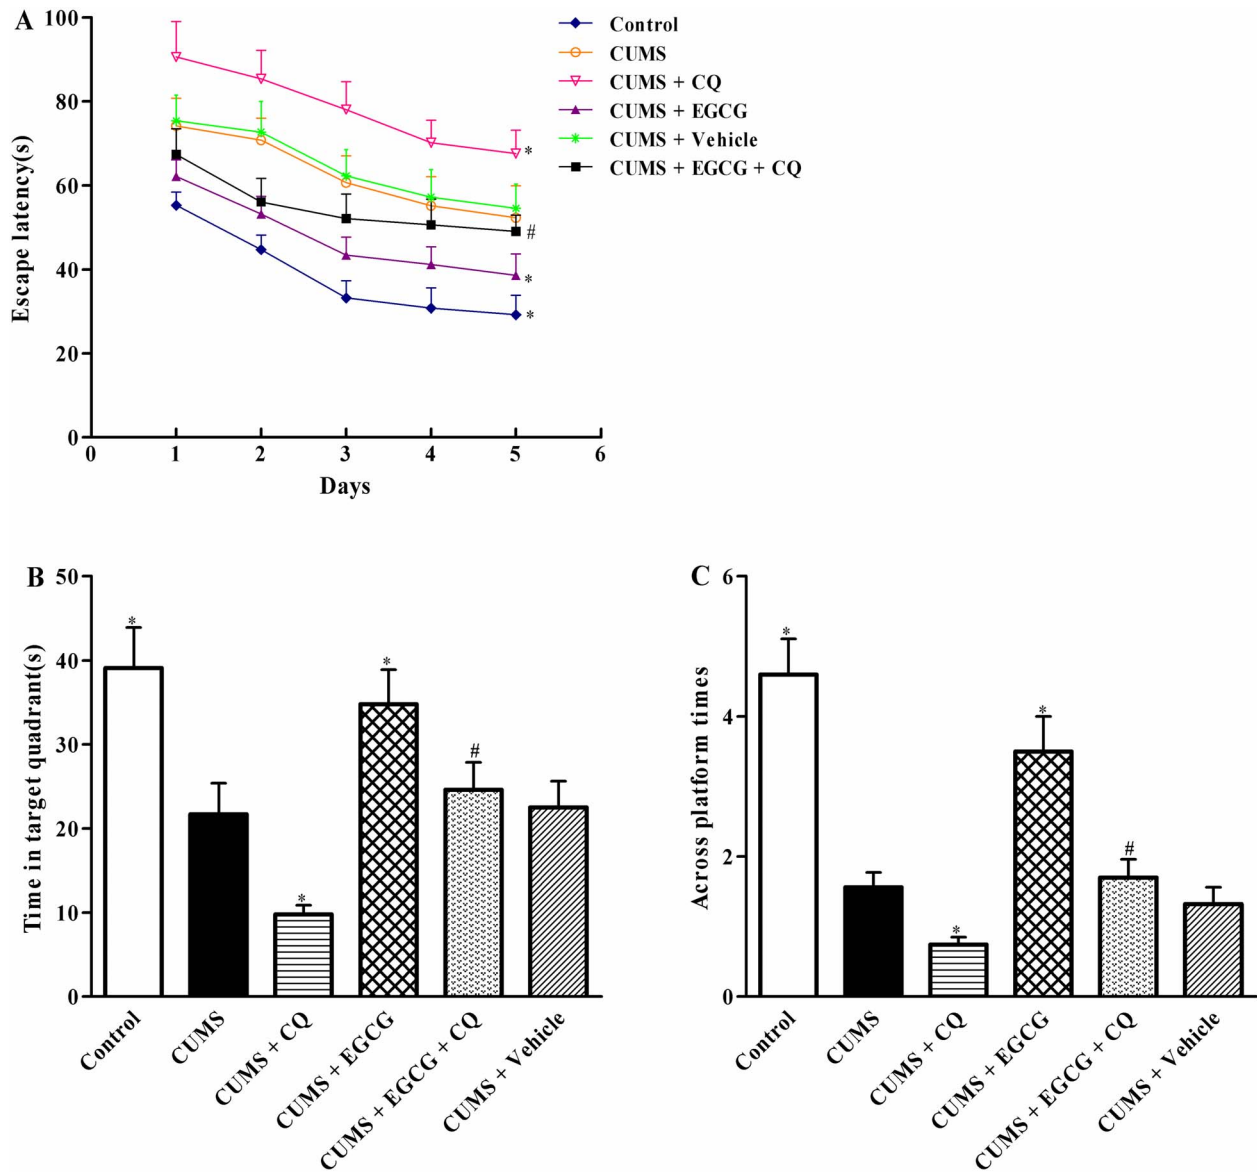 A
Escape latency(s)
100
80
60
40
20
0
0 1 2 3 4 5 6
Days
Control
CUMS
CUMS + CQ
CUMS + EGCG
CUMS + Vehicle
CUMS + EGCG + CQ
*
#
*
*
B
Time in target quadrant(s)
50
40
30
20
10
0
*
*
*
#
Control
CUMS
CUMS + CQ
CUMS + EGCG
CUMS + EGCG + CQ
CUMS + Vehicle
C
Across platform times
6
4
2
0
*
*
*
#
Control
CUMS
CUMS + CQ
CUMS + EGCG
CUMS + EGCG + CQ
CUMS + Vehicle